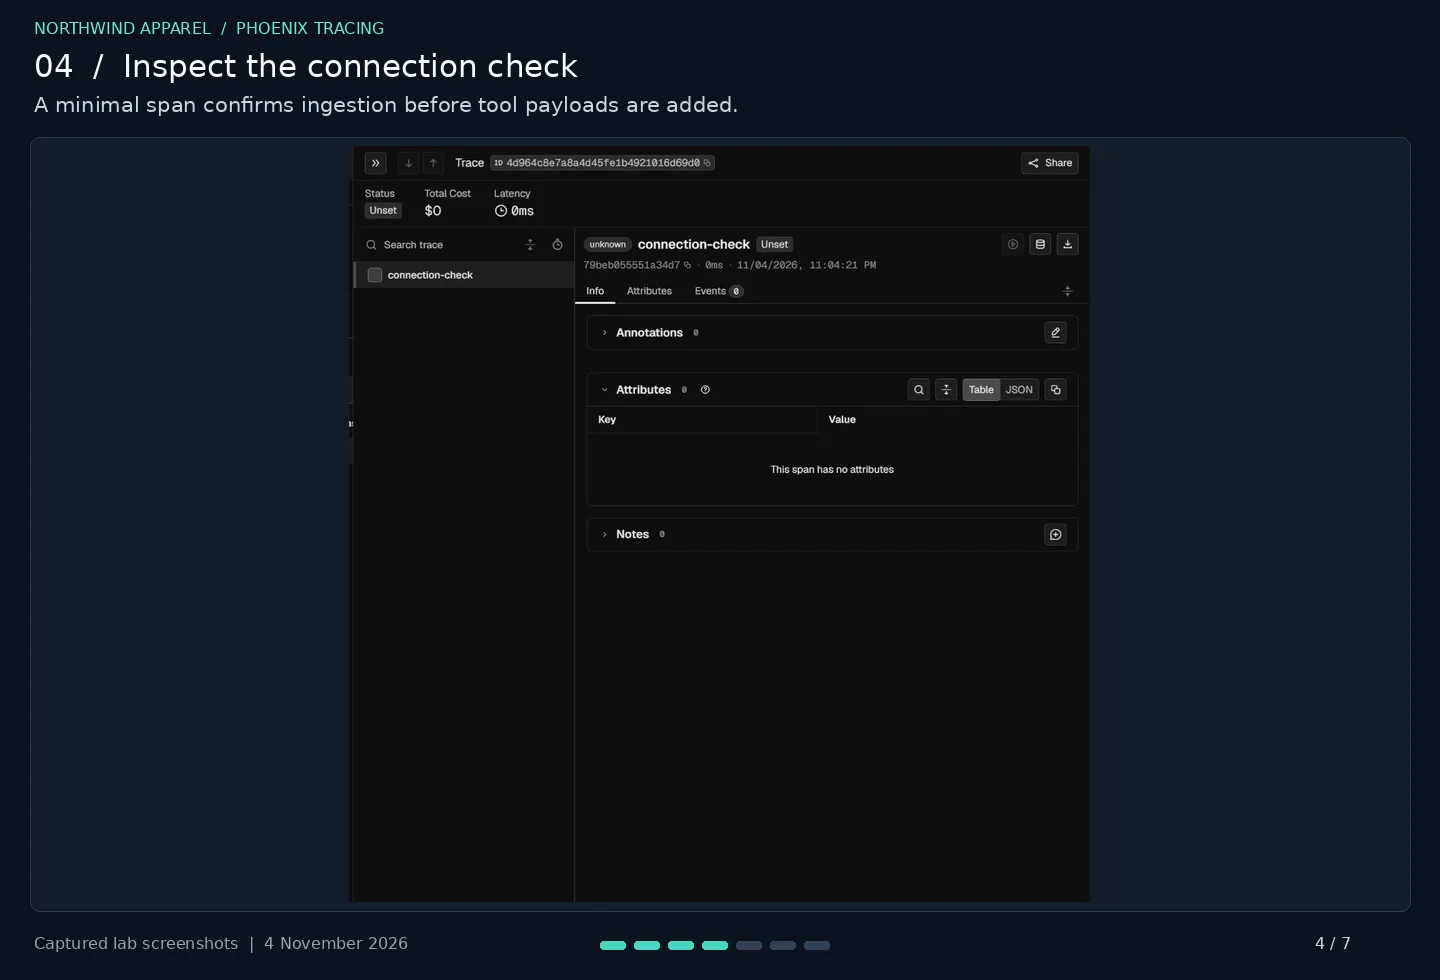 NORTHWIND APPAREL / PHOENIX TRACING
04 / Inspect the connection check
A minimal span confirms ingestion before tool payloads are added.
Trace ID 4d964c8e7a8a4d45fe1b4921016d69d0
Share
Status Total Cost Latency
Unset $0 0ms
Search trace
connection-check
unknown connection-check Unset
79beb055551a34d7 · 0ms · 11/04/2026, 11:04:21 PM
Info Attributes Events 0
Annotations 0
Attributes 0 Table JSON
Key Value
This span has no attributes
Notes 0
Captured lab screenshots | 4 November 2026
4 / 7